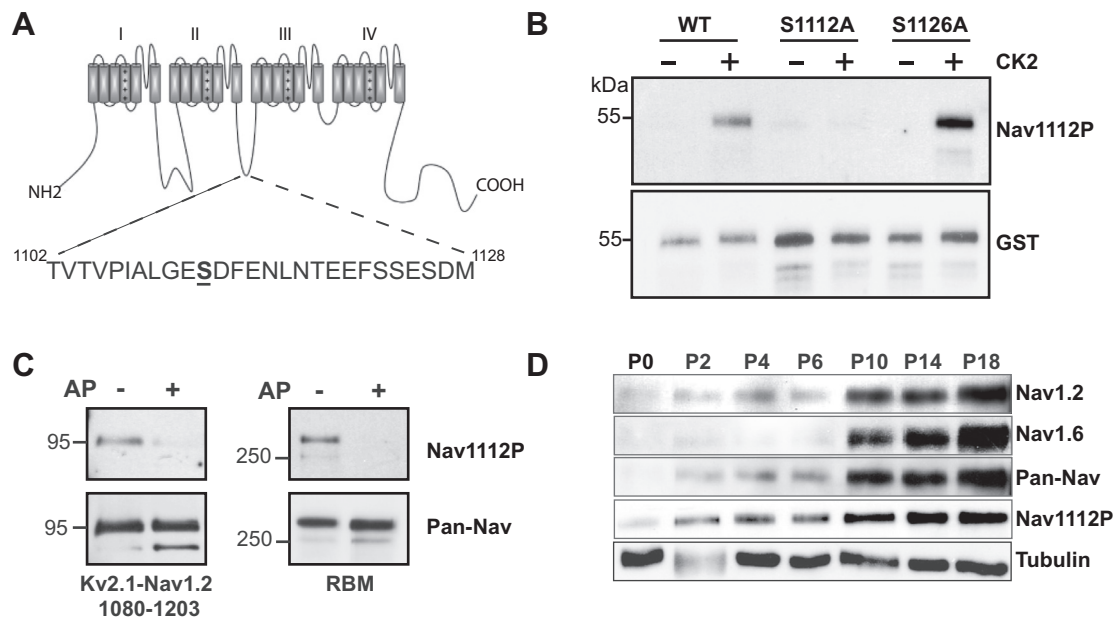 A
I II III IV
NH2
COOH
1102 1128
TVTVPIALGESDFENLNTEEFSSESDM
B
WT S1112A S1126A
- + - + - + CK2
kDa
55
Nav1112P
55
GST
C
AP - + AP - +
95
250
Nav1112P
95
250
Pan-Nav
Kv2.1-Nav1.2
1080-1203
RBM
D
P0 P2 P4 P6 P10 P14 P18
Nav1.2
Nav1.6
Pan-Nav
Nav1112P
Tubulin